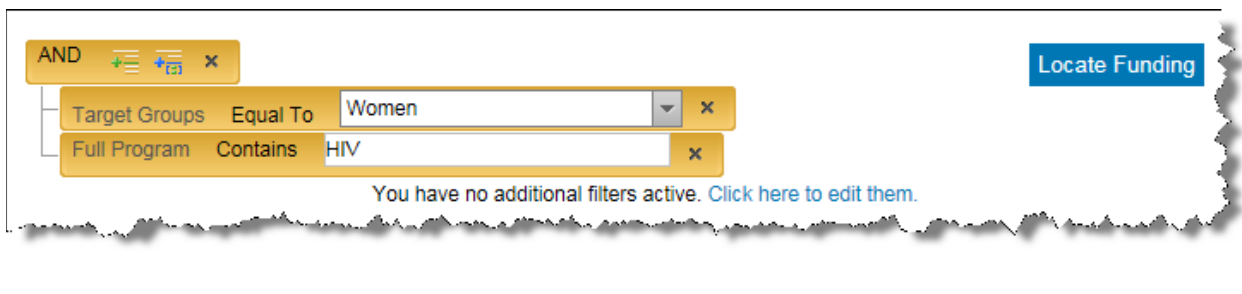 AND
Locate Funding
Target Groups Equal To Women
Full Program Contains HIV
You have no additional filters active. Click here to edit them.